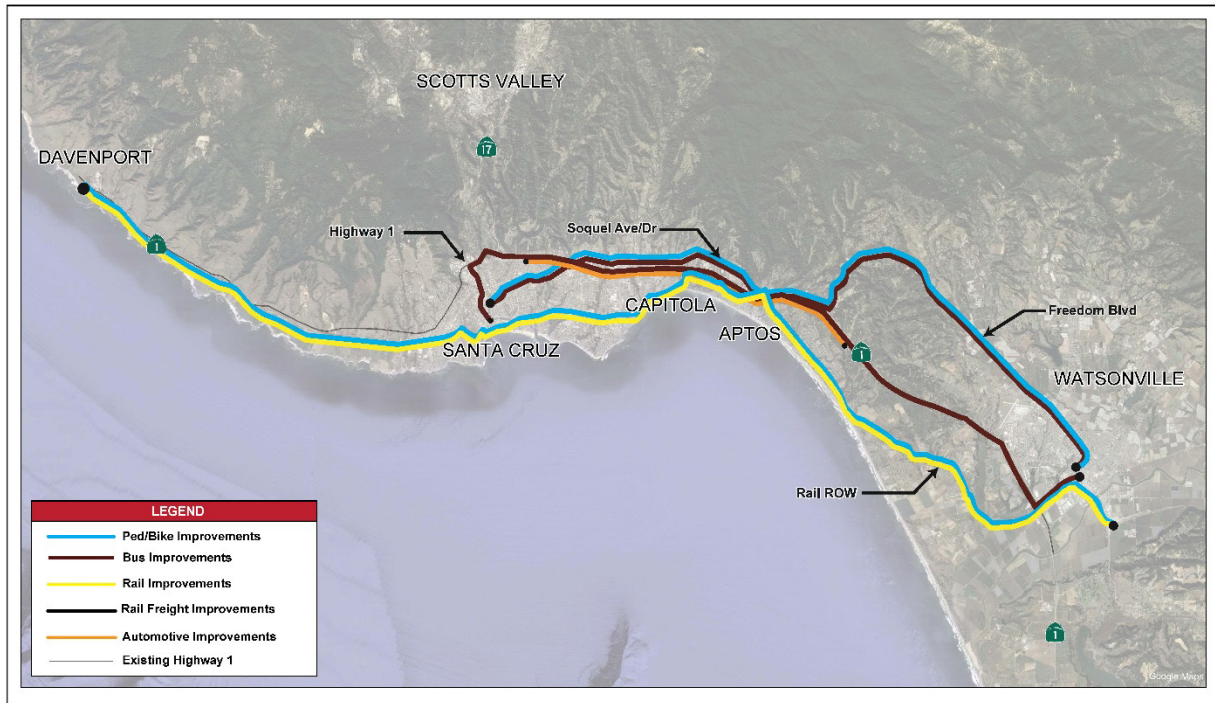 SCOTTS VALLEY
17
DAVENPORT
1
Highway 1
Soquel Ave/Dr
CAPITOLA
SANTA CRUZ
APTOS
1
Freedom Blvd
WATSONVILLE
Rail ROW
1
LEGEND
Ped/Bike Improvements
Bus Improvements
Rail Improvements
Rail Freight Improvements
Automotive Improvements
Existing Highway 1
Google Maps